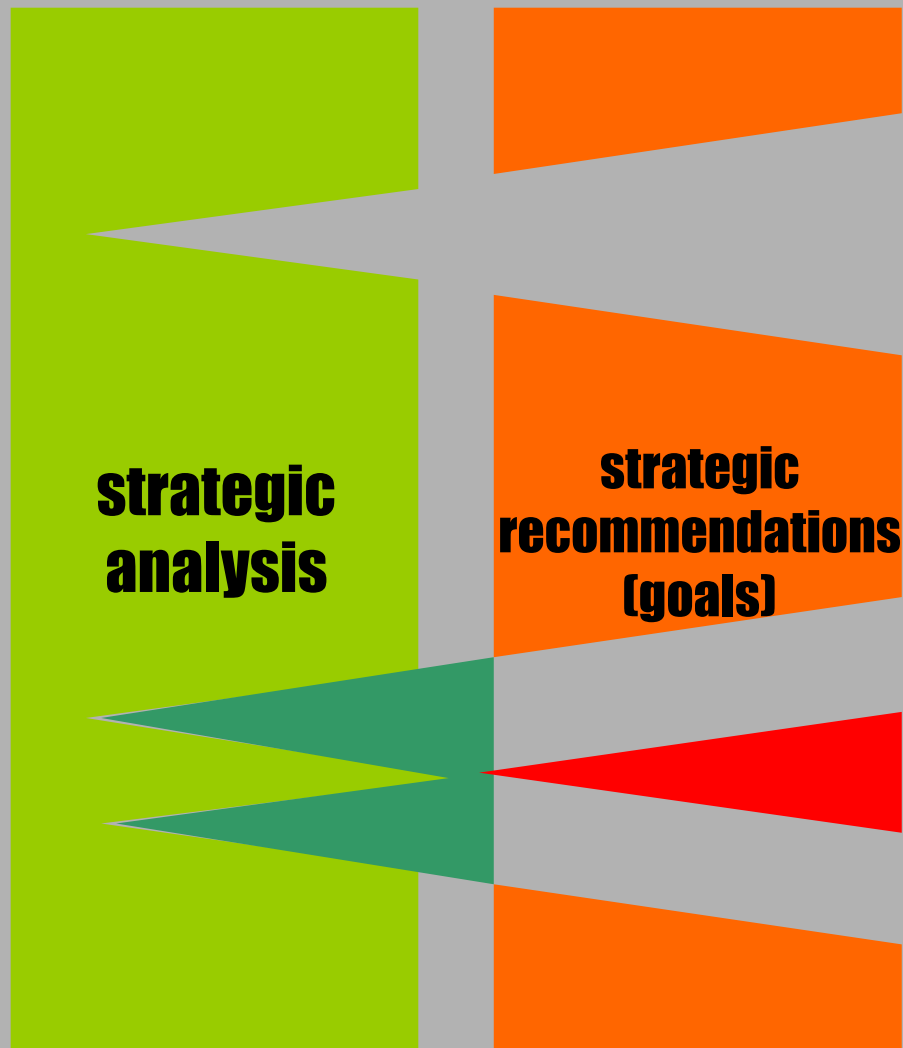 strategic
analysis
strategic
recommendations
(goals)